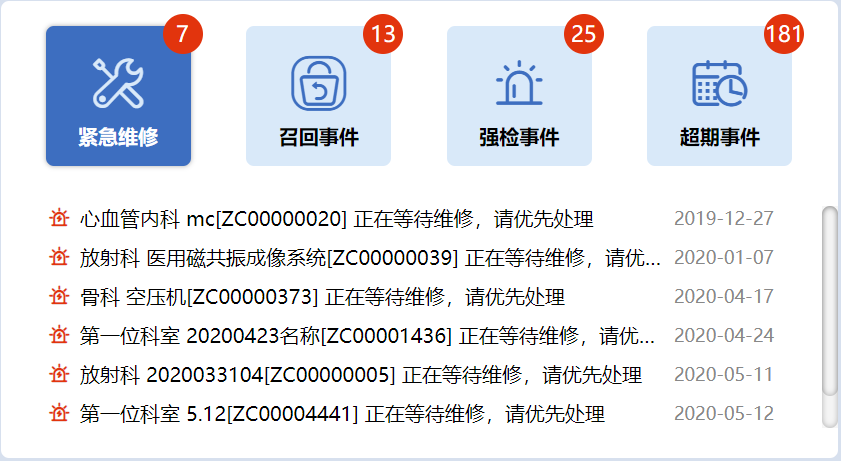 7 13 25 181
紧急维修 召回事件 强检事件 超期事件
心血管内科 mc[ZC00000020] 正在等待维修，请优先处理 2019-12-27
放射科 医用磁共振成像系统[ZC00000039] 正在等待维修，请优... 2020-01-07
骨科 空压机[ZC00000373] 正在等待维修，请优先处理 2020-04-17
第一位科室 20200423名称[ZC00001436] 正在等待维修，请优... 2020-04-24
放射科 2020033104[ZC00000005] 正在等待维修，请优先处理 2020-05-11
第一位科室 5.12[ZC00004441] 正在等待维修，请优先处理 2020-05-12